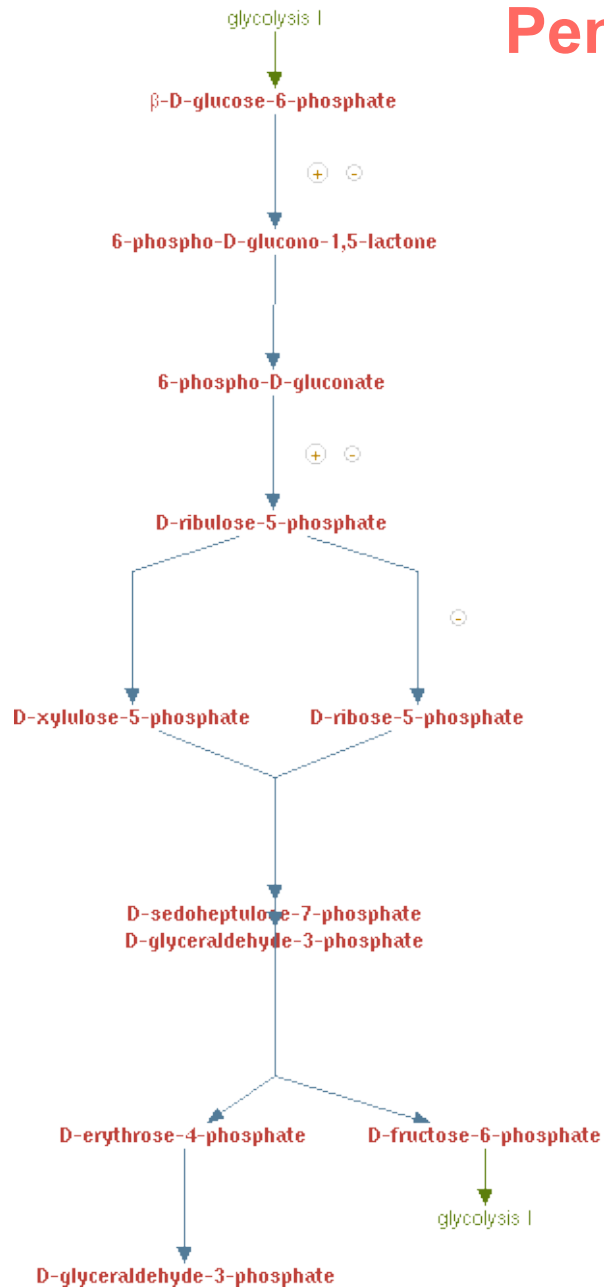 glycolysis I
Pen
β-D-glucose-6-phosphate
+ -
6-phospho-D-glucono-1,5-lactone
6-phospho-D-gluconate
+ -
D-ribulose-5-phosphate
-
D-xylulose-5-phosphate D-ribose-5-phosphate
D-sedoheptulose-7-phosphate
D-glyceraldehyde-3-phosphate
D-erythrose-4-phosphate D-fructose-6-phosphate
glycolysis I
D-glyceraldehyde-3-phosphate